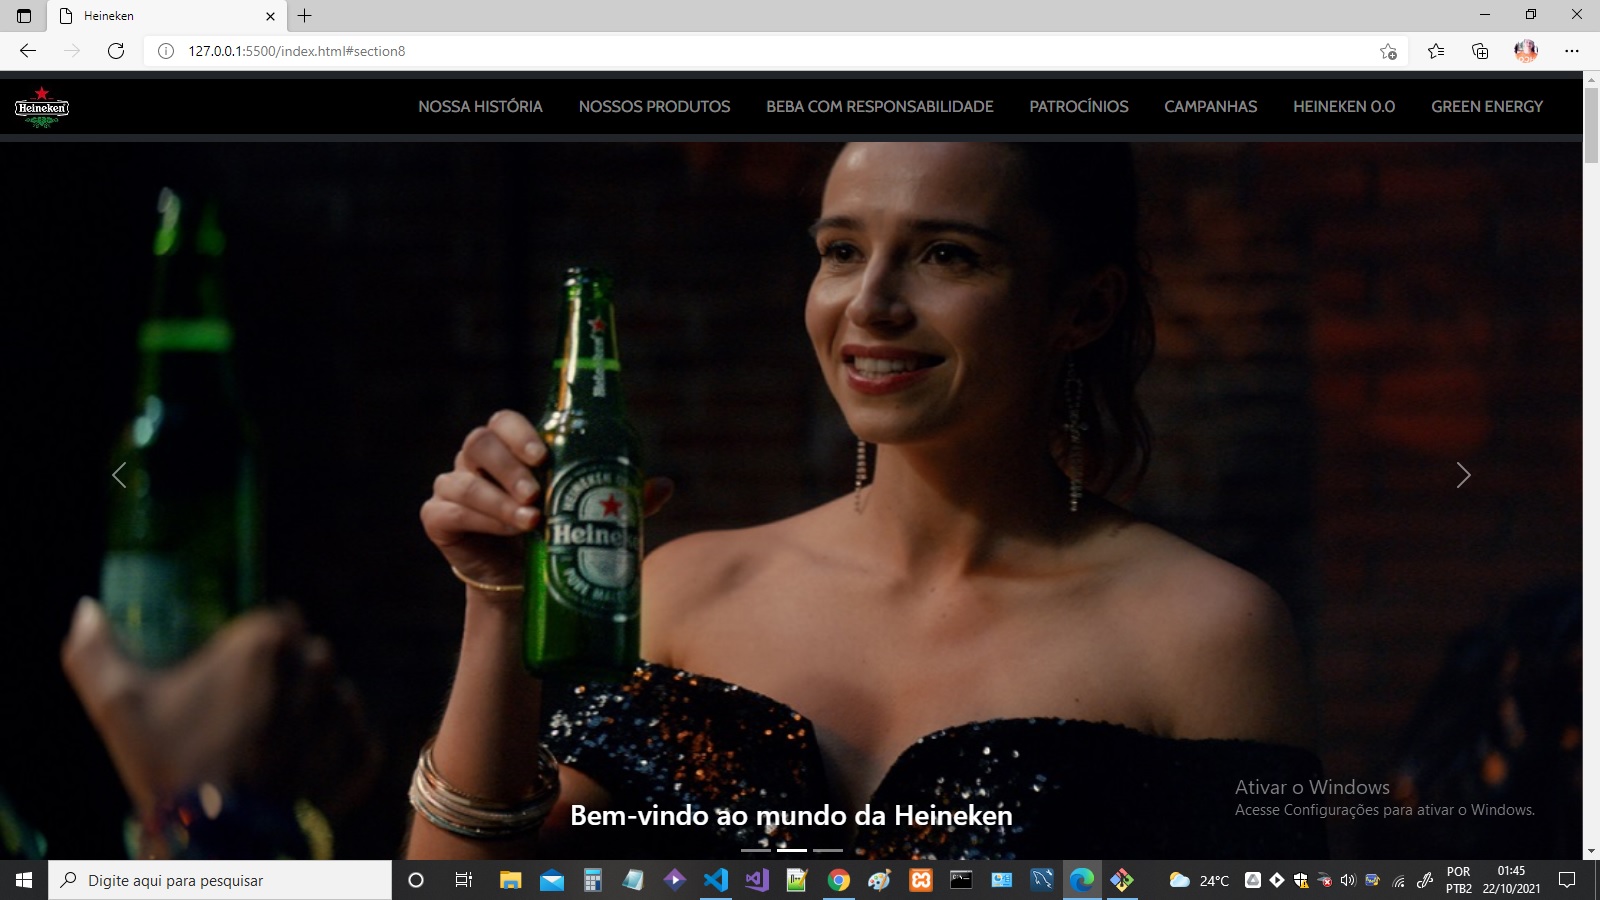 Heineken
127.0.0.1:5500/index.html#section8
Heineken
NOSSA HISTÓRIA
NOSSOS PRODUTOS
BEBA COM RESPONSABILIDADE
PATROCÍNIOS
CAMPANHAS
HEINEKEN 0.0
GREEN ENERGY
Heineken
HEINEKEN
Heineken
Bem-vindo ao mundo da Heineken
Ativar o Windows
Acesse Configurações para ativar o Windows.
Digite aqui para pesquisar
24°C
POR
PTB2
01:45
22/10/2021